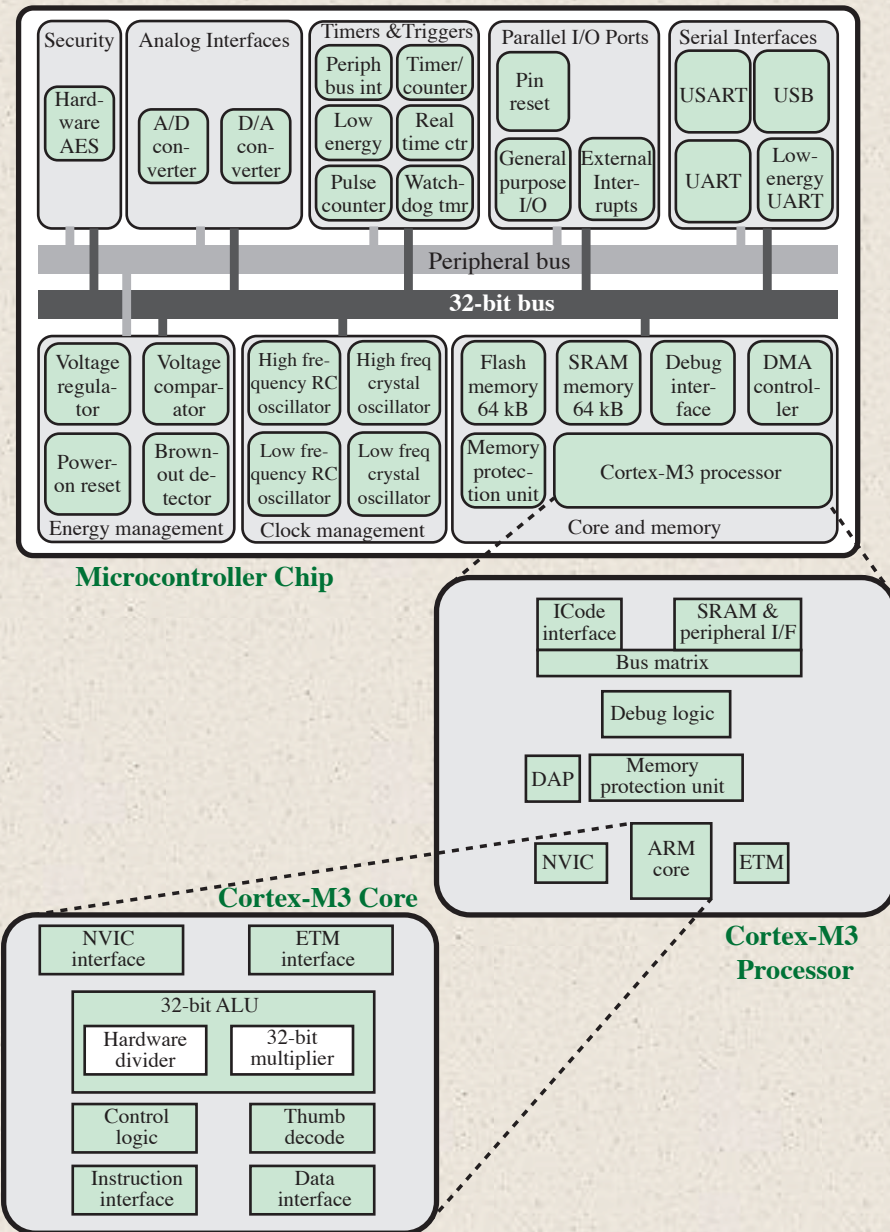 Security
Analog Interfaces
Timers &Triggers
Parallel I/O Ports
Serial Interfaces
Hard-
ware
AES
A/D
con-
verter
D/A
con-
verter
Periph
bus int
Timer/
counter
Low
energy
Real
time ctr
Pulse
counter
Watch-
dog tmr
Pin
reset
General
purpose
I/O
External
Inter-
rupts
USART
USB
UART
Low-
energy
UART
Peripheral bus
32-bit bus
Voltage
regula-
tor
Voltage
compar-
ator
Power-
on reset
Brown-
out de-
tector
Energy management
High fre-
quency RC
oscillator
High freq
crystal
oscillator
Low fre-
quency RC
oscillator
Low freq
crystal
oscillator
Clock management
Flash
memory
64 kB
SRAM
memory
64 kB
Debug
inter-
face
DMA
control-
ler
Memory
protec-
tion unit
Cortex-M3 processor
Core and memory
Microcontroller Chip
ICode
interface
SRAM &
peripheral I/F
Bus matrix
Debug logic
DAP
Memory
protection unit
NVIC
ARM
core
ETM
Cortex-M3
Processor
Cortex-M3 Core
NVIC
interface
ETM
interface
32-bit ALU
Hardware
divider
32-bit
multiplier
Control
logic
Thumb
decode
Instruction
interface
Data
interface